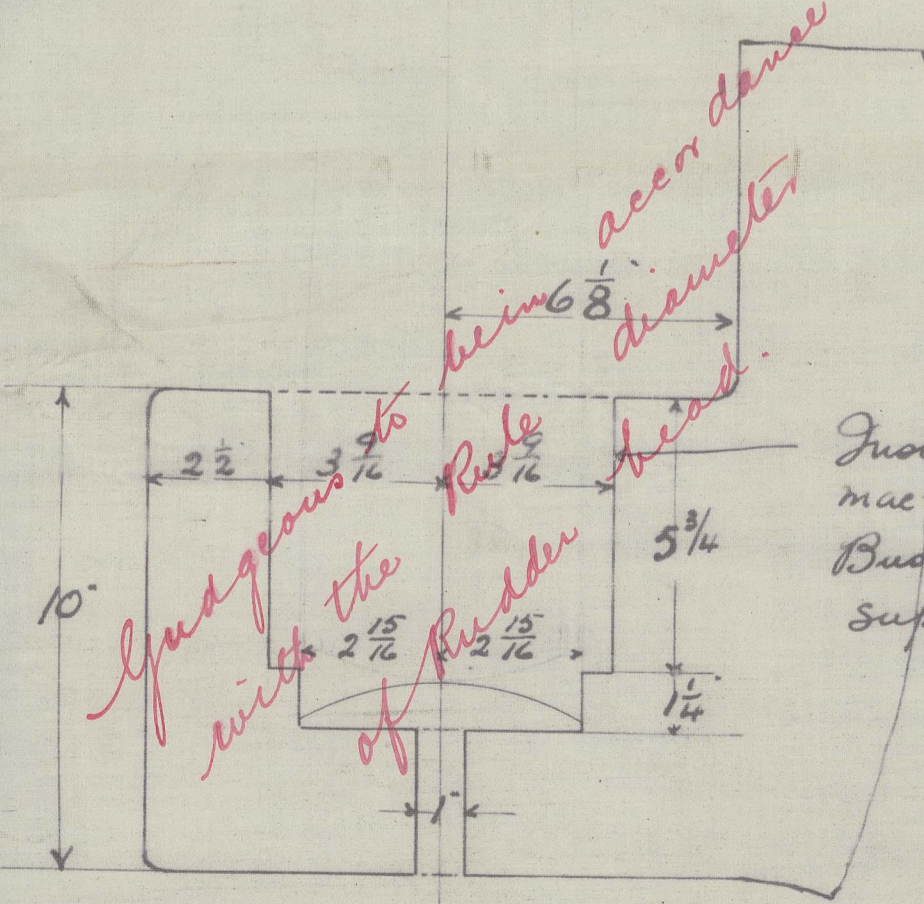 Gudgeons to be in accordance
with the Rule diameter
of Rudder head.
6 1/8"
2 1/2
3 9/16
3 9/16
5 3/4
10"
2 15/16
2 15/16
1 1/4"
1"
mac